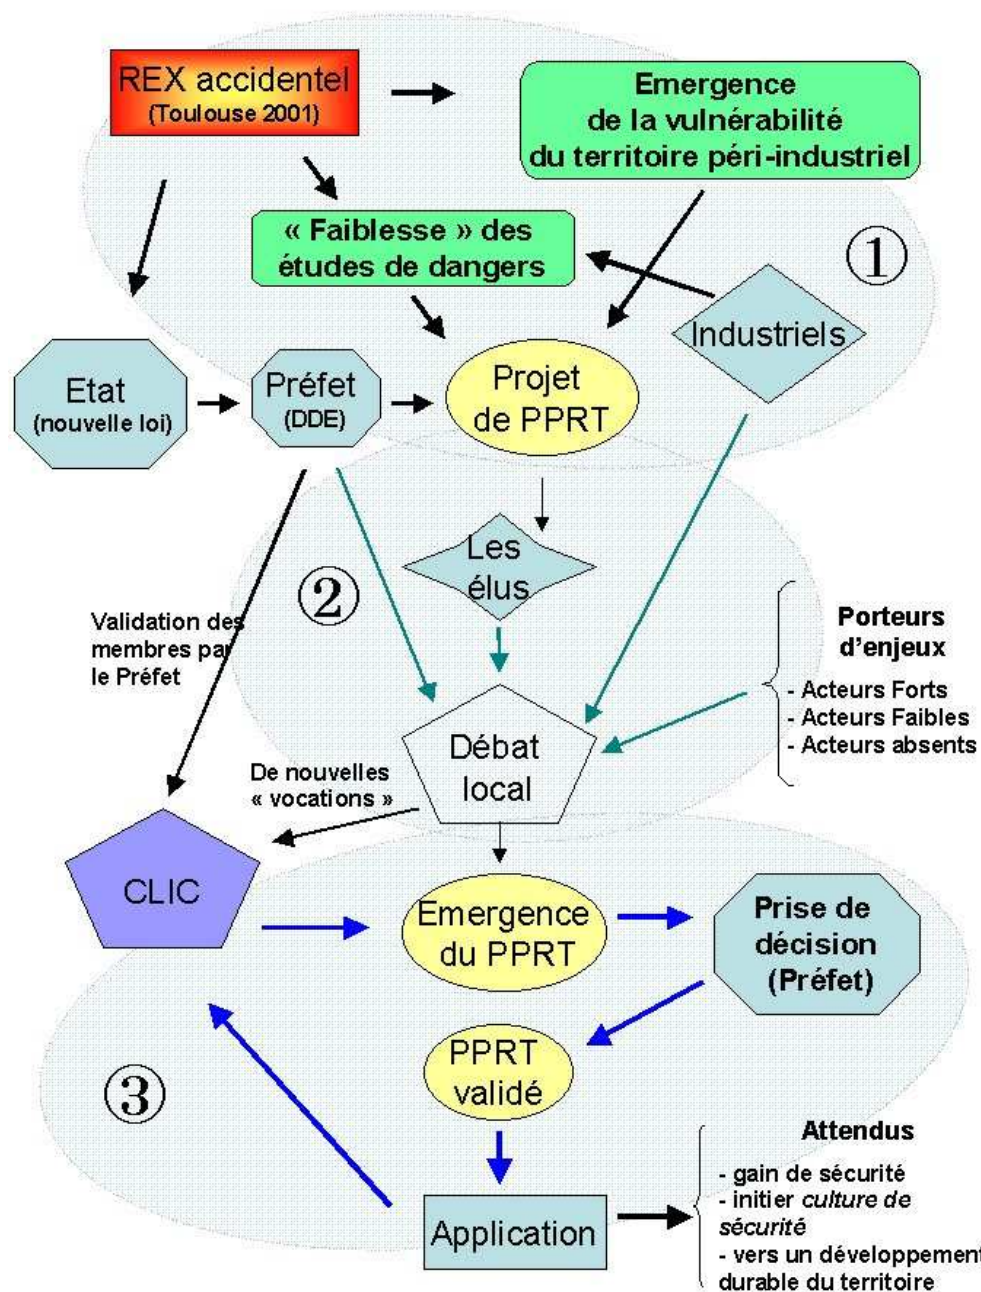 REX accidentel
(Toulouse 2001)
Emergence
de la vulnérabilité
du territoire péri-industriel
« Faiblesse » des
études de dangers
①
Industriels
Etat
(nouvelle loi)
Préfet
(DDE)
Projet
de PPRT
Les
élus
②
Validation des
membres par
le Préfet
Porteurs
d’enjeux
- Acteurs Forts
- Acteurs Faibles
- Acteurs absents
Débat
local
De nouvelles
« vocations »
CLIC
Emergence
du PPRT
Prise de
décision
(Préfet)
PPRT
validé
③
Attendus
- gain de sécurité
- initier culture de
sécurité
- vers un développement
durable du territoire
Application